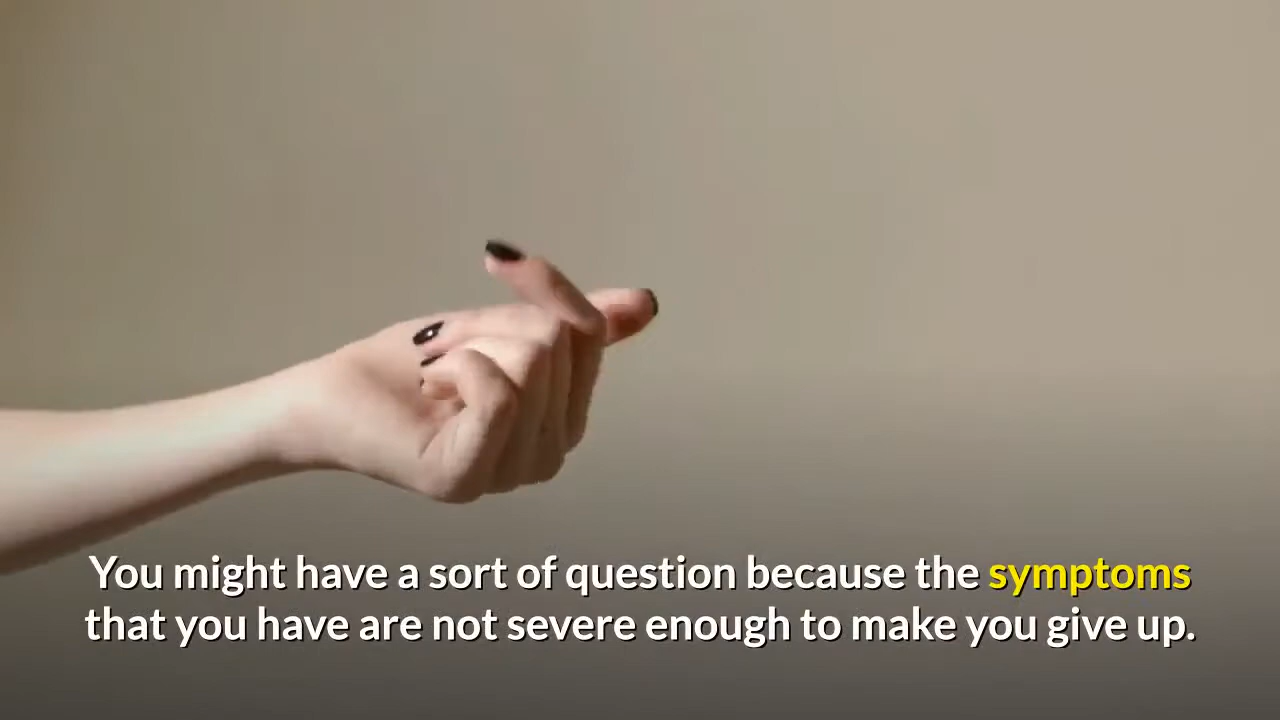 You might have a sort of question because the symptoms
that you have are not severe enough to make you give up.